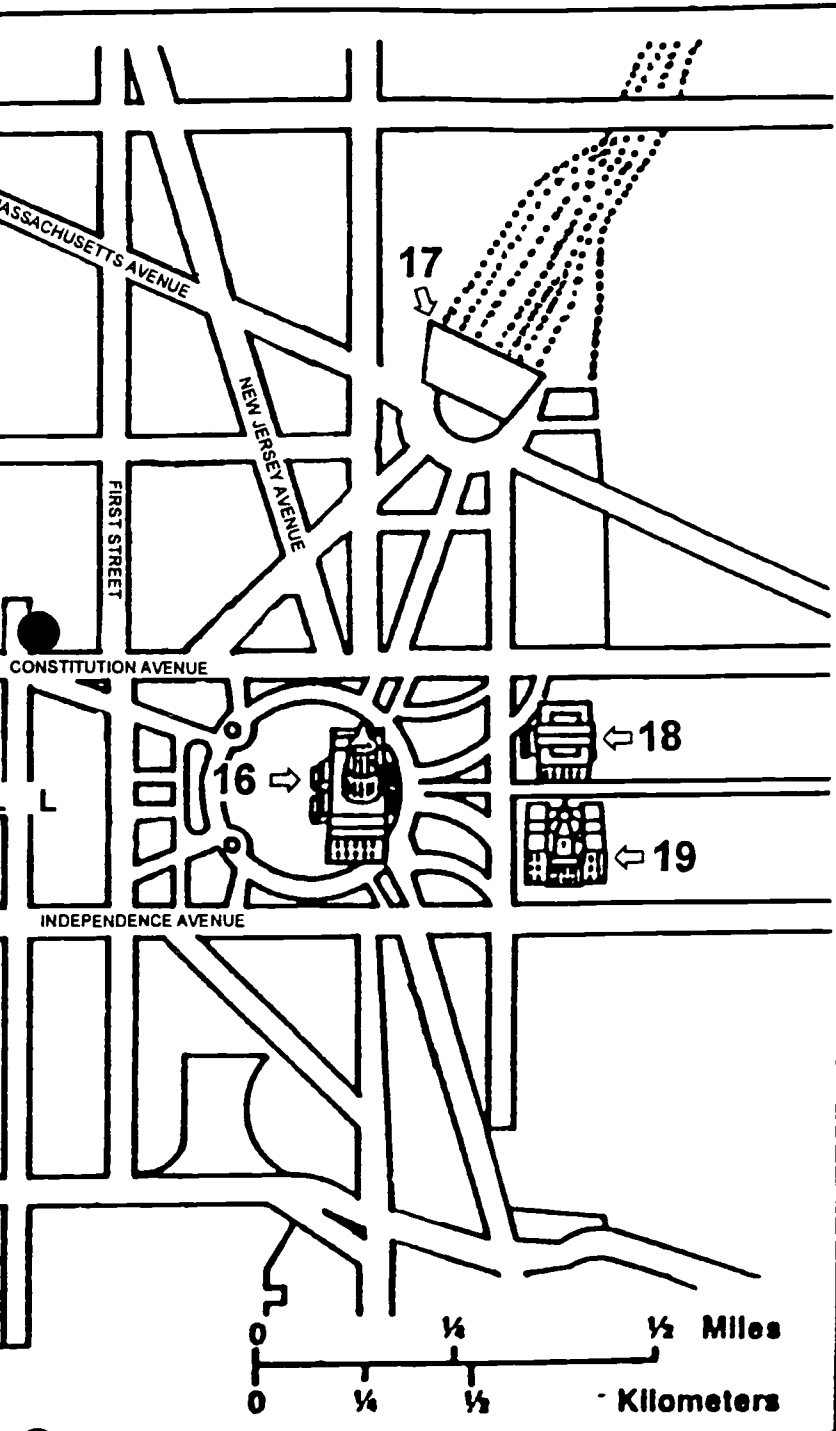 MASSACHUSETTS AVENUE
17
NEW JERSEY AVENUE
FIRST STREET
CONSTITUTION AVENUE
18
16
L
19
INDEPENDENCE AVENUE
0 ¼ ½ Miles
0 ¼ ½ Kilometers